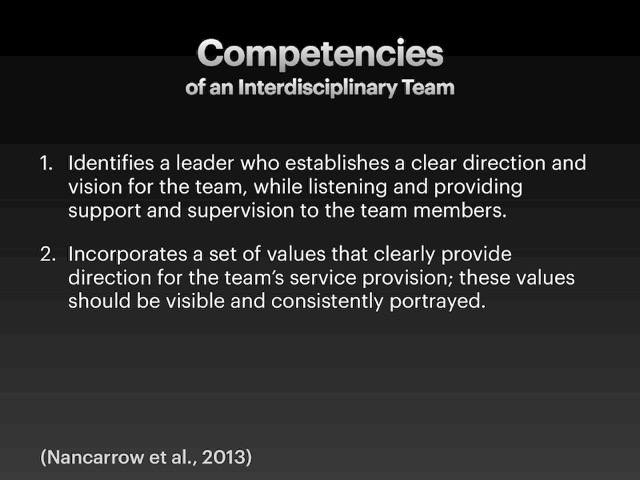 Competencies
of an Interdisciplinary Team
1. Identifies a leader who establishes a clear direction and
vision for the team, while listening and providing
support and supervision to the team members.
2. Incorporates a set of values that clearly provide
direction for the team’s service provision; these values
should be visible and consistently portrayed.
(Nancarrow et al., 2013)